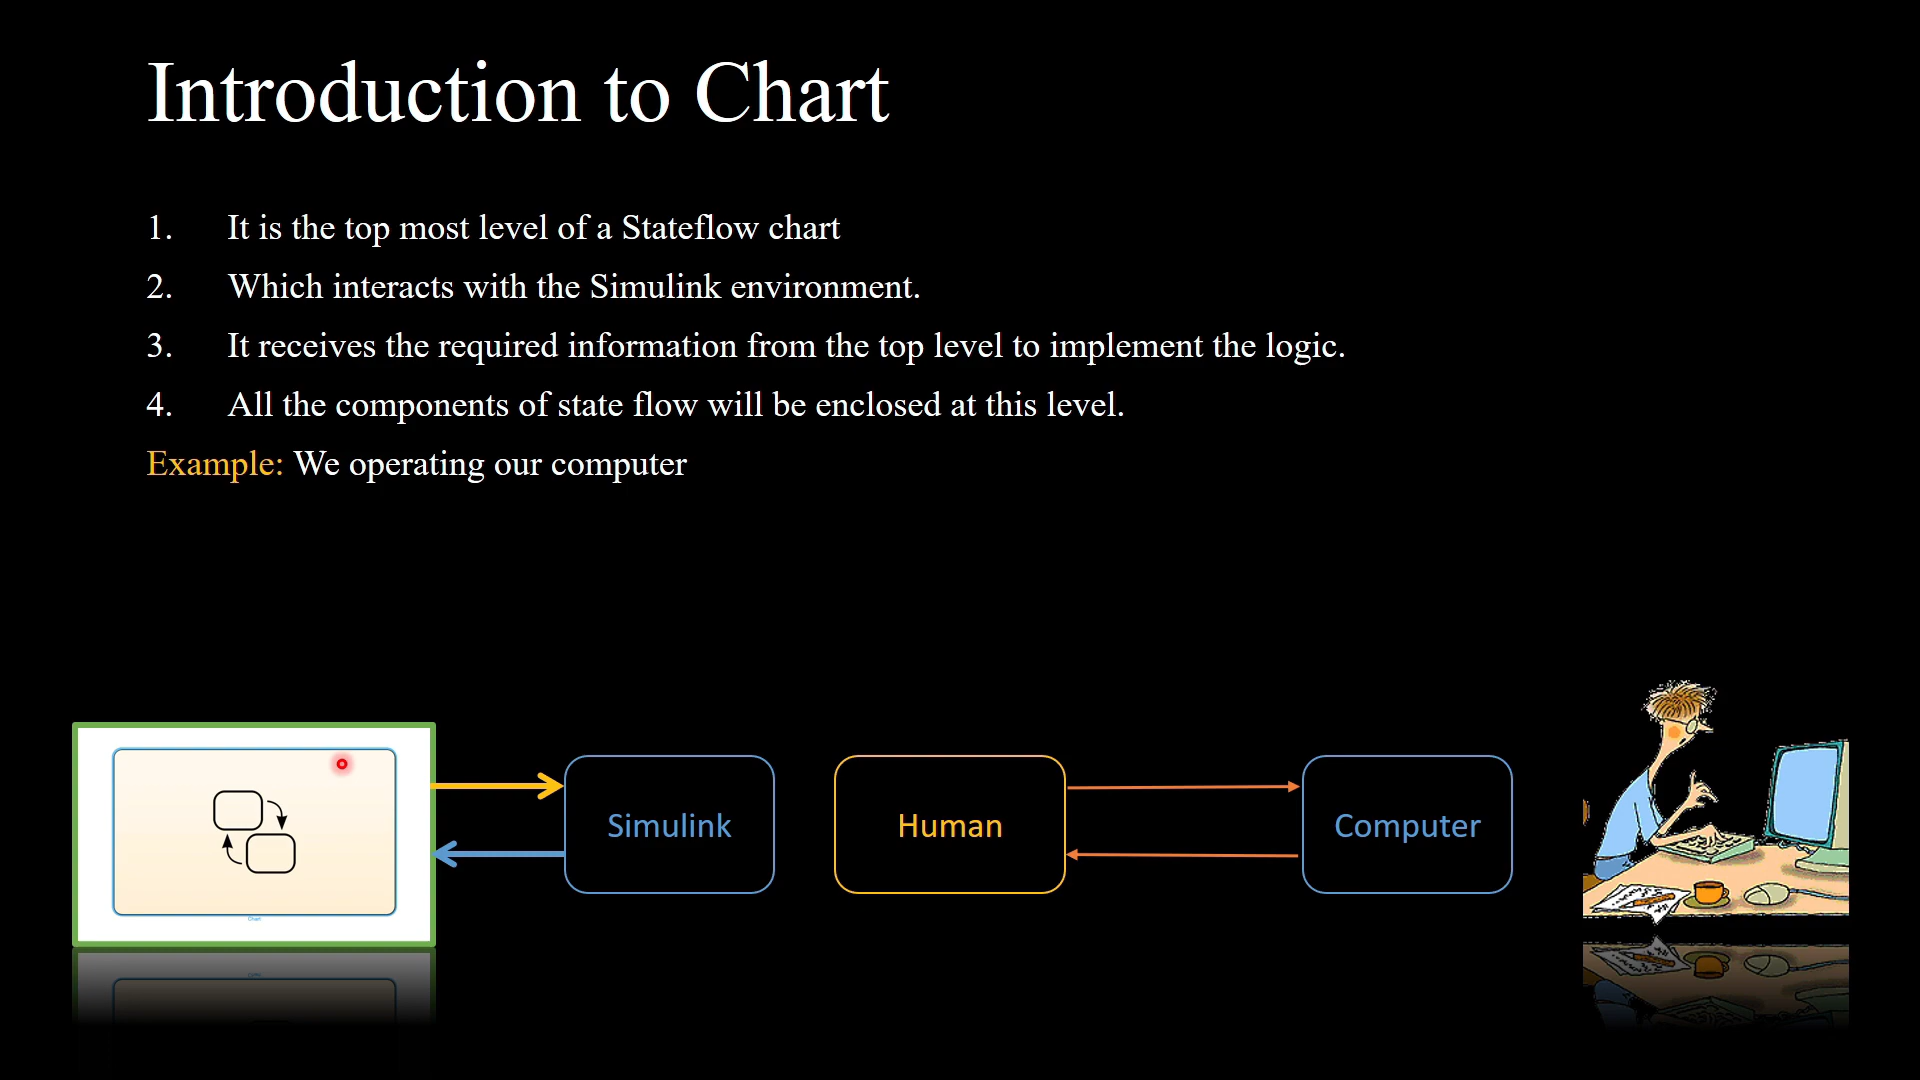 Introduction to Chart
1. It is the top most level of a Stateflow chart
2. Which interacts with the Simulink environment.
3. It receives the required information from the top level to implement the logic.
4. All the components of state flow will be enclosed at this level.
Example: We operating our computer
Simulink
Human
Computer
Chart